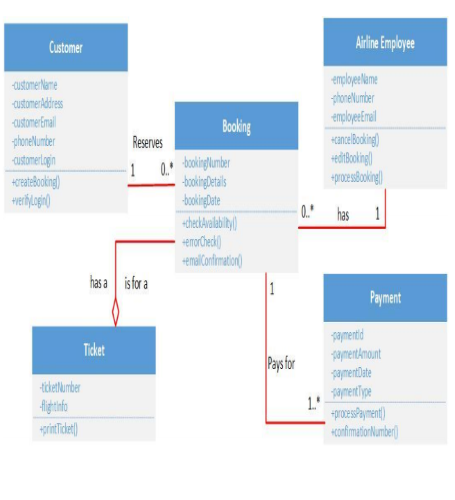 Customer
-customerName
-customerAddress
-customerEmail
-phoneNumber
-customerLogin
+createBooking()
+verifyLogin()
Reserves
1
0..*
Booking
-bookingNumber
-bookingDetails
-bookingDate
+checkAvailability()
+errorCheck()
+emailConfirmation()
Airline Employee
-employeeName
-phoneNumber
-employeeEmail
+cancelBooking()
+editBooking()
+processBooking()
0..*
has
1
has a
is for a
Ticket
-ticketNumber
-flightInfo
+printTicket()
1
Pays for
1..*
Payment
-paymentId
-paymentAmount
-paymentDate
-paymentType
+processPayment()
+confirmationNumber()